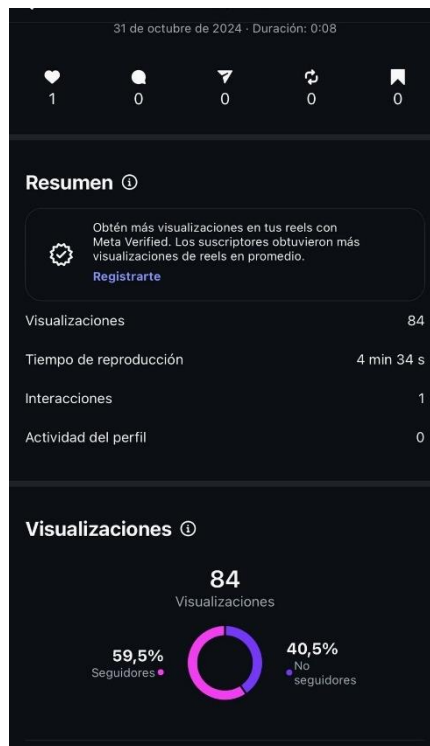 31 de octubre de 2024 · Duración: 0:08
1 0 0 0 0
Resumen
Obtén más visualizaciones en tus reels con
Meta Verified. Los suscriptores obtuvieron más
visualizaciones de reels en promedio.
Registrarte
Visualizaciones 84
Tiempo de reproducción 4 min 34 s
Interacciones 1
Actividad del perfil 0
Visualizaciones
84
Visualizaciones
59,5%
Seguidores
40,5%
No
seguidores